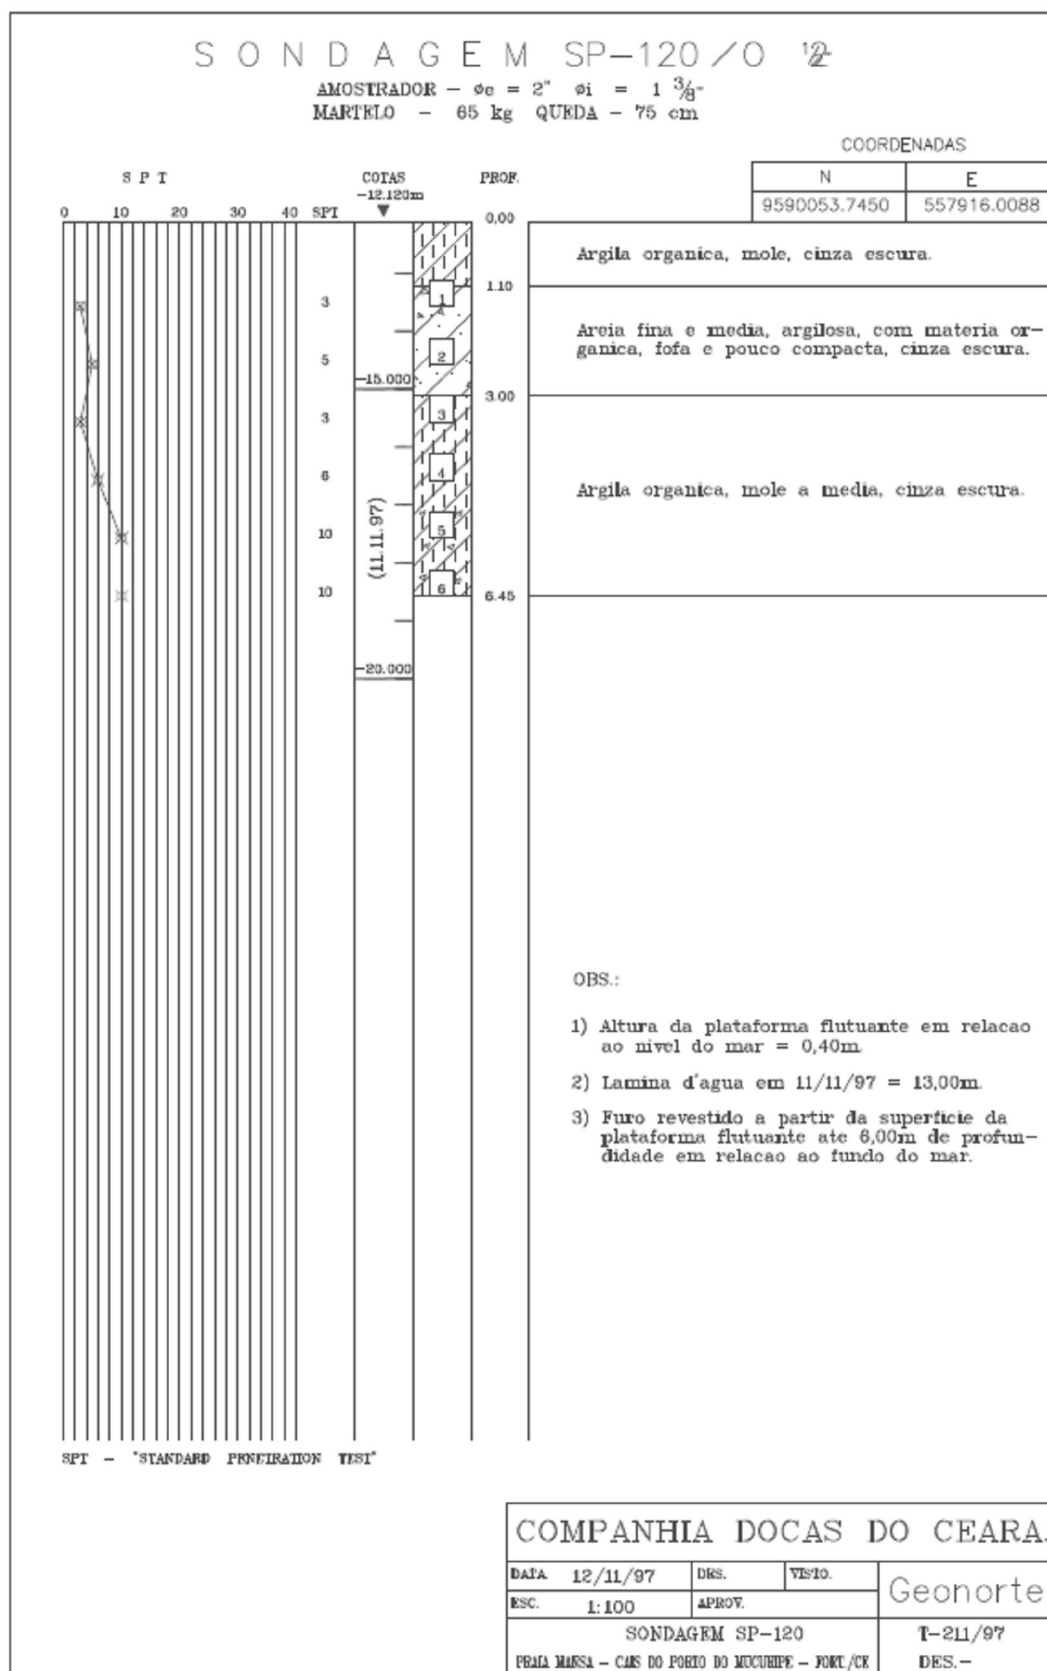 SONDAGEM SP-120/0
AMOSTRADOR - øe = 2" øi = 1 3/8"
MARTELO - 65 kg QUEDA - 75 cm
COORDENADAS
N E
9590053.7450 557916.0088
S P T COTAS PROF.
-12.120m
0 10 20 30 40 SPT 0,00
Argila organica, mole, cinza escura.
1.10
1
3
Areia fina e media, argilosa, com materia or-
ganica, fofa e pouco compacta, cinza escura.
5
2
-15.000
3.00
3
3
6
4
Argila organica, mole a media, cinza escura.
10
(11.11.97)
5
10
6
6.45
-20.000
OBS.:
1) Altura da plataforma flutuante em relacao
ao nivel do mar = 0,40m.
2) Lamina d'agua em 11/11/97 = 13,00m.
3) Furo revestido a partir da superficie da
plataforma flutuante ate 6,00m de profun-
didade em relacao ao fundo do mar.
SPT - "STANDARD PENETRATION TEST"
COMPANHIA DOCAS DO CEARA.
DATA 12/11/97 DES. VISTO.
Geonorte
ESC. 1:100 APROV.
SONDAGEM SP-120 T-211/97
PRAIA MANSA - CAIS DO PORTO DO MUCURIPE - FORT./CE DES.-